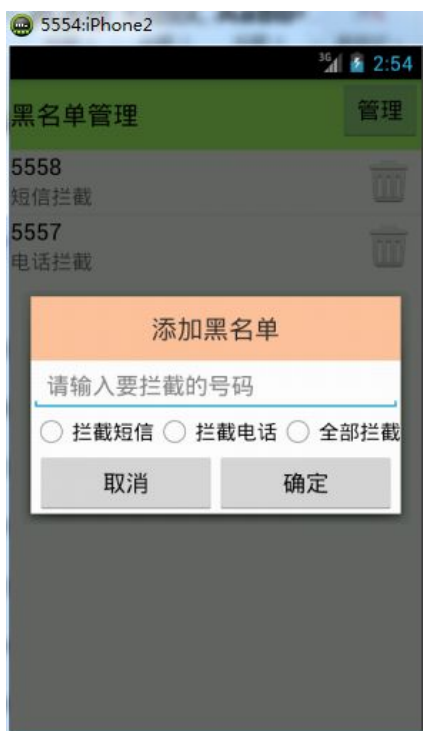 5554:iPhone2
3G 2:54
黑名单管理 管理
5558
短信拦截
5557
电话拦截
添加黑名单
请输入要拦截的号码
拦截短信 拦截电话 全部拦截
取消 确定